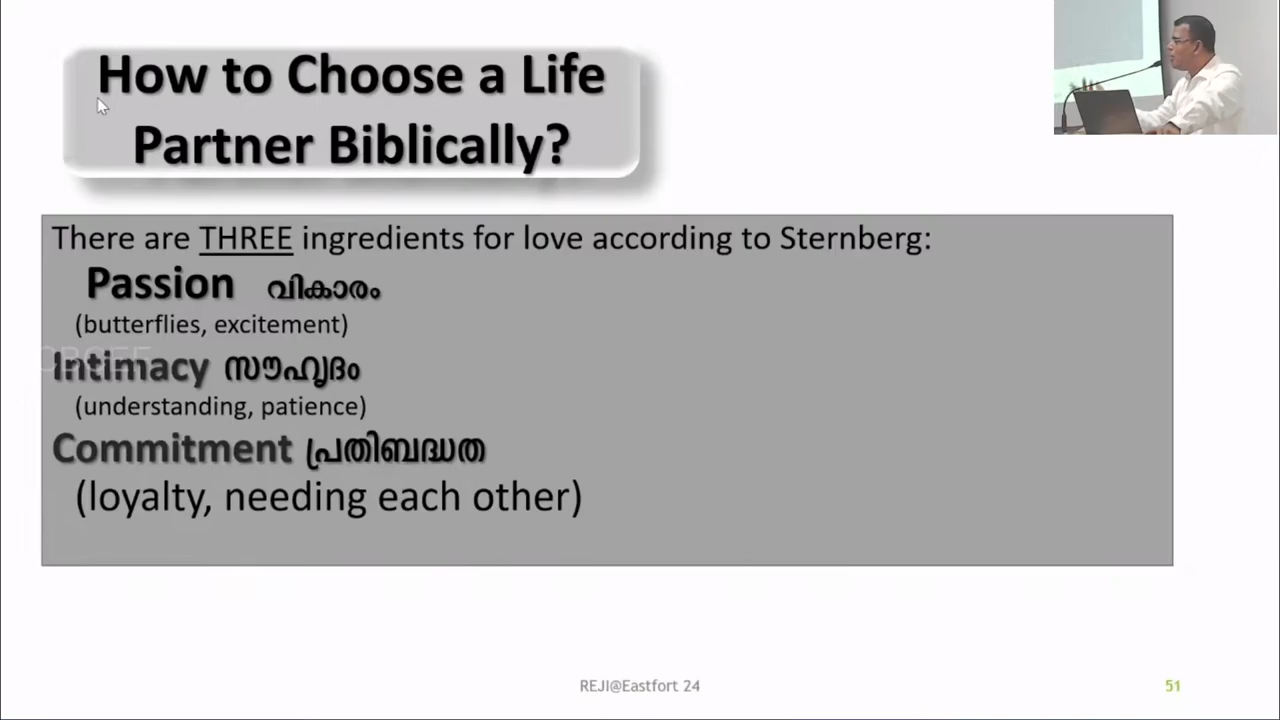 How to Choose a Life
Partner Biblically?
There are THREE ingredients for love according to Sternberg:
Passion വികാരം
(butterflies, excitement)
Intimacy സൗഹൃദം
(understanding, patience)
Commitment പ്രതിബദ്ധത
(loyalty, needing each other)
REJI@Eastfort 24
51